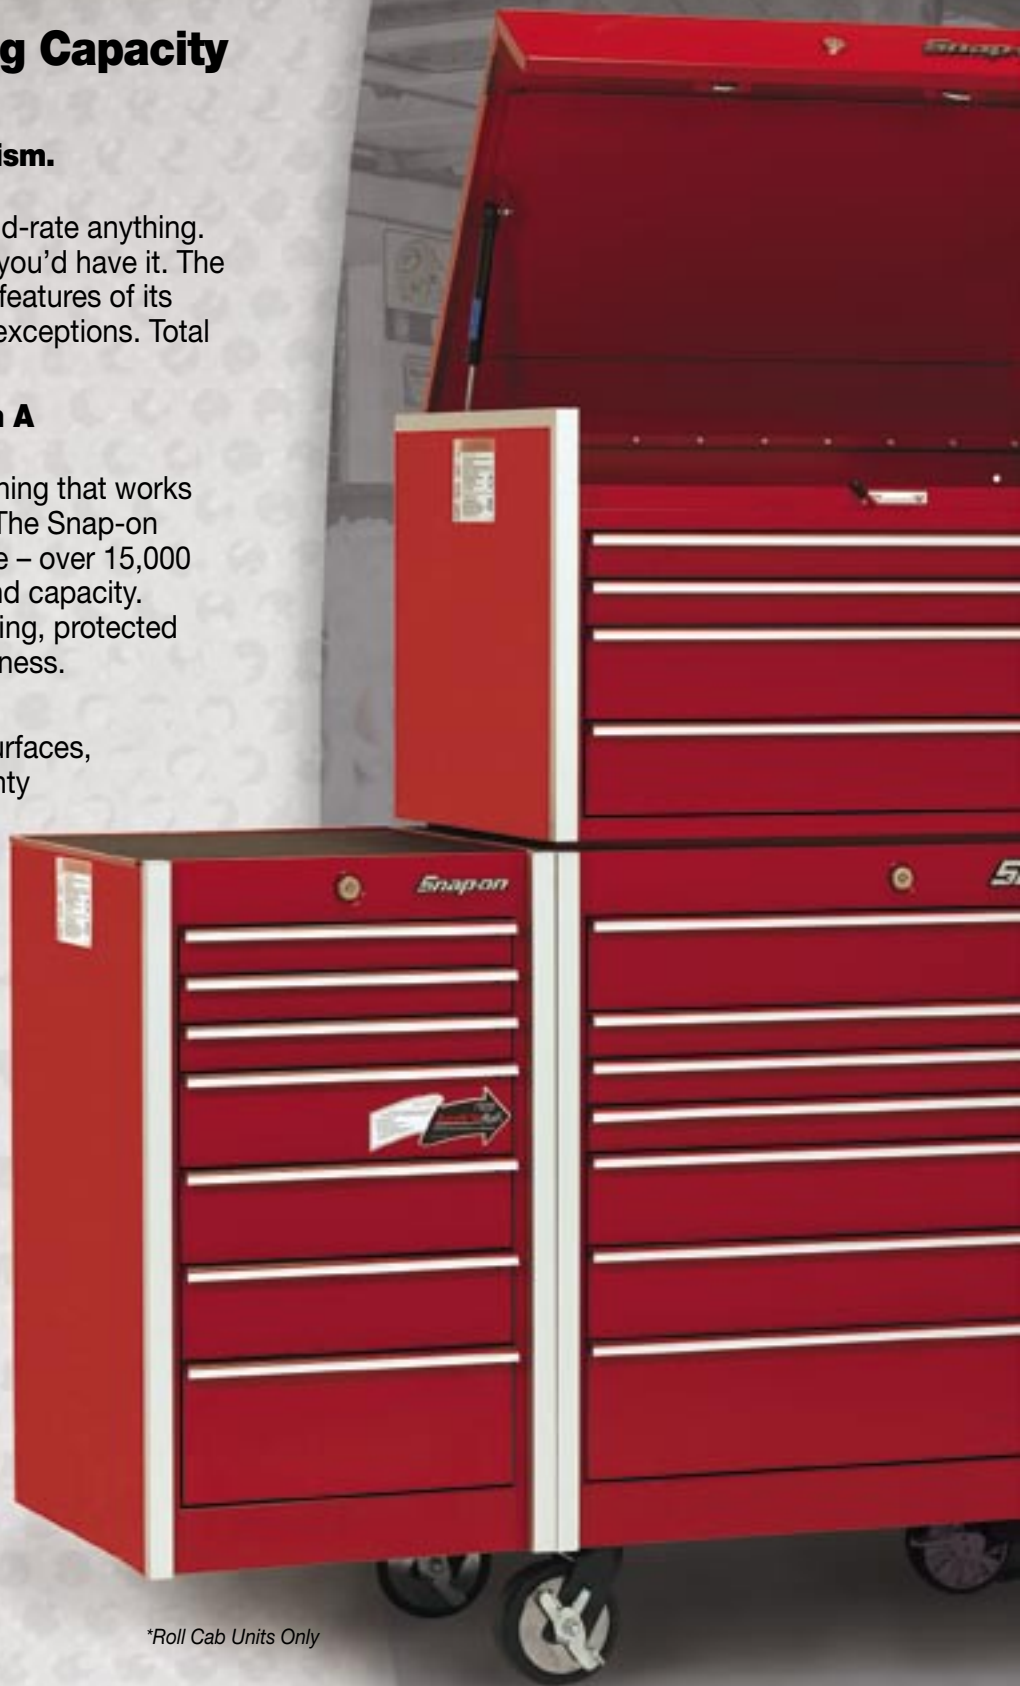 g Capacity
ism.
d-rate anything.
you’d have it. The
features of its
exceptions. Total
n A
hing that works
The Snap-on
e – over 15,000
nd capacity.
ing, protected
ness.
urfaces,
nty
Snap-on
*Roll Cab Units Only